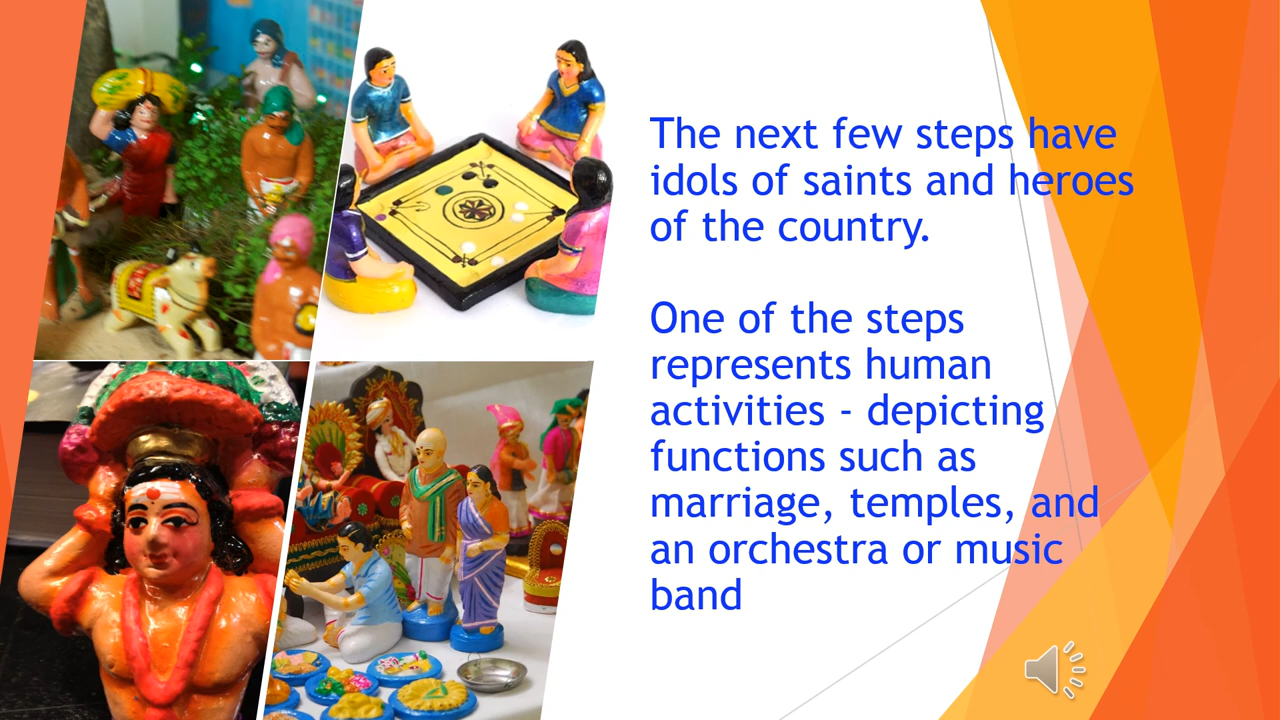 The next few steps have
idols of saints and heroes
of the country.
One of the steps
represents human
activities - depicting
functions such as
marriage, temples, and
an orchestra or music
band